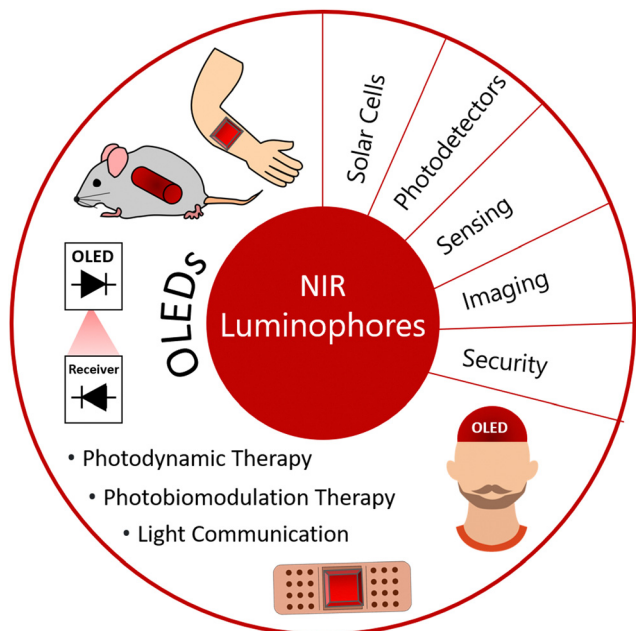 NIR
Luminophores
Solar Cells
Photodetectors
Sensing
Imaging
Security
OLEDs
OLED
Receiver
OLED
• Photodynamic Therapy
• Photobiomodulation Therapy
• Light Communication